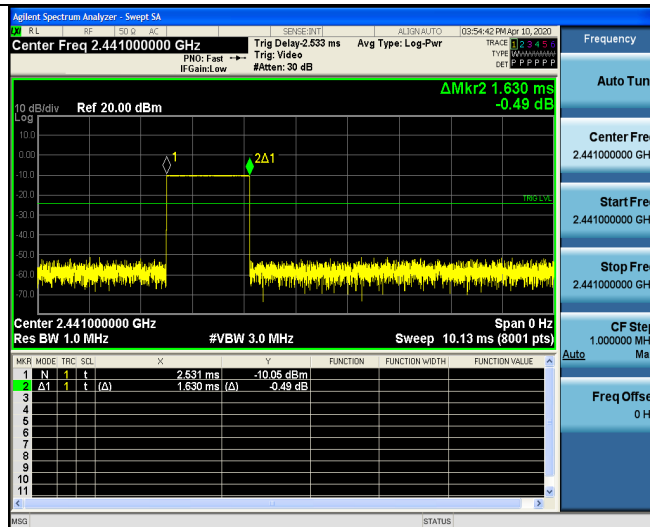 Agilent Spectrum Analyzer - Swept SA
RL RF 50 Ω AC SENSE:INT ALIGN AUTO 03:54:42 PM Apr 10, 2020
Center Freq 2.441000000 GHz
PNO: Fast
IFGain:Low
Trig Delay-2.533 ms
Trig: Video
#Atten: 30 dB
Avg Type: Log-Pwr
TRACE 1 2 3 4 5 6
TYPE
DET P P P P P P
ΔMkr2 1.630 ms
-0.49 dB
10 dB/div Ref 20.00 dBm
Log
10.0
0.00
-10.0
-20.0
-30.0
-40.0
-50.0
-60.0
-70.0
1
2Δ1
TRIG LVL
Center 2.441000000 GHz Span 0 Hz
Res BW 1.0 MHz #VBW 3.0 MHz Sweep 10.13 ms (8001 pts)
MKR MODE TRC SCL X Y FUNCTION FUNCTION WIDTH FUNCTION VALUE
1 N 1 t 2.531 ms -10.05 dBm
2 Δ1 1 t (Δ) 1.630 ms (Δ) -0.49 dB
3
4
5
6
7
8
9
10
11
MSG STATUS
Frequency
Auto Tun
Center Fre
2.441000000 GH
Start Fre
2.441000000 GH
Stop Fre
2.441000000 GH
CF Ste
1.000000 MH
Auto Ma
Freq Offse
0 H